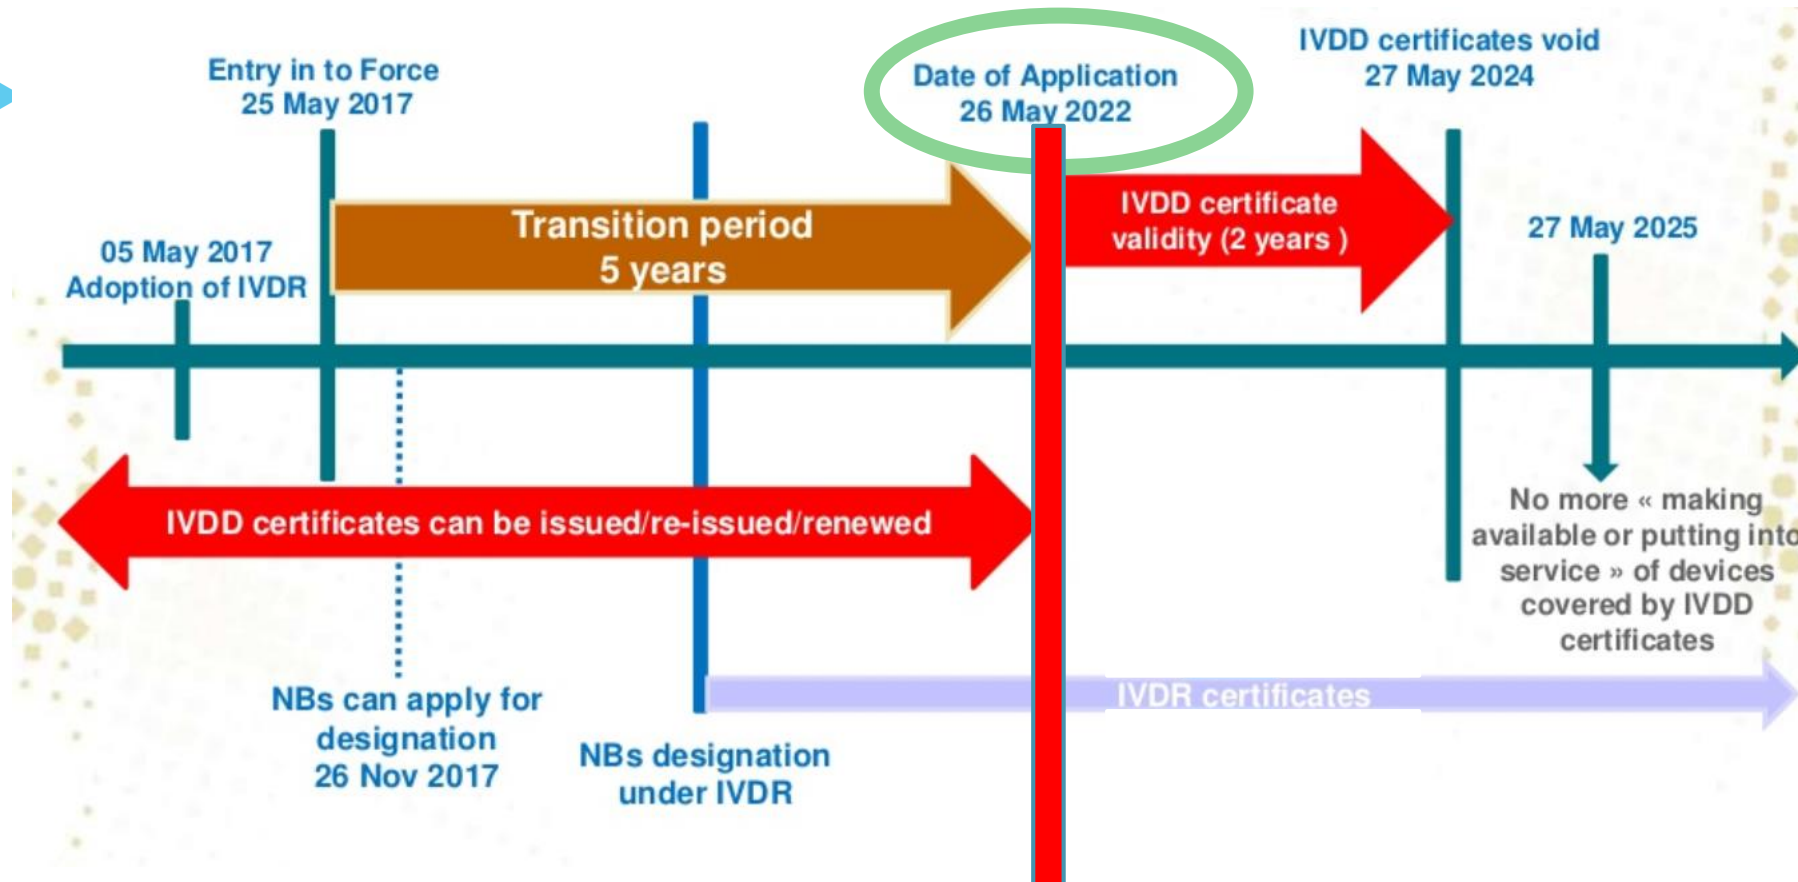 Entry in to Force
25 May 2017
Date of Application
26 May 2022
IVDD certificates void
27 May 2024
05 May 2017
Adoption of IVDR
Transition period
5 years
IVDD certificate
validity (2 years )
27 May 2025
IVDD certificates can be issued/re-issued/renewed
No more « making
available or putting into
service » of devices
covered by IVDD
certificates
NBs can apply for
designation
26 Nov 2017
NBs designation
under IVDR
IVDR certificates